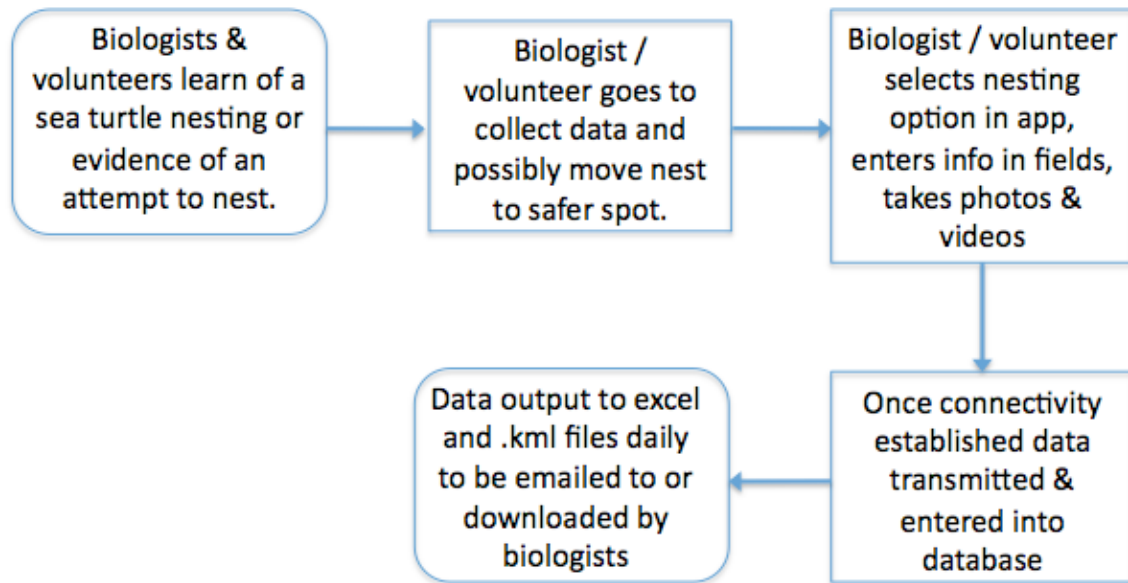 Biologists &
volunteers learn of a
sea turtle nesting or
evidence of an
attempt to nest.
Biologist /
volunteer goes to
collect data and
possibly move nest
to safer spot.
Biologist / volunteer
selects nesting
option in app,
enters info in fields,
takes photos &
videos
Once connectivity
established data
transmitted &
entered into
database
Data output to excel
and .kml files daily
to be emailed to or
downloaded by
biologists